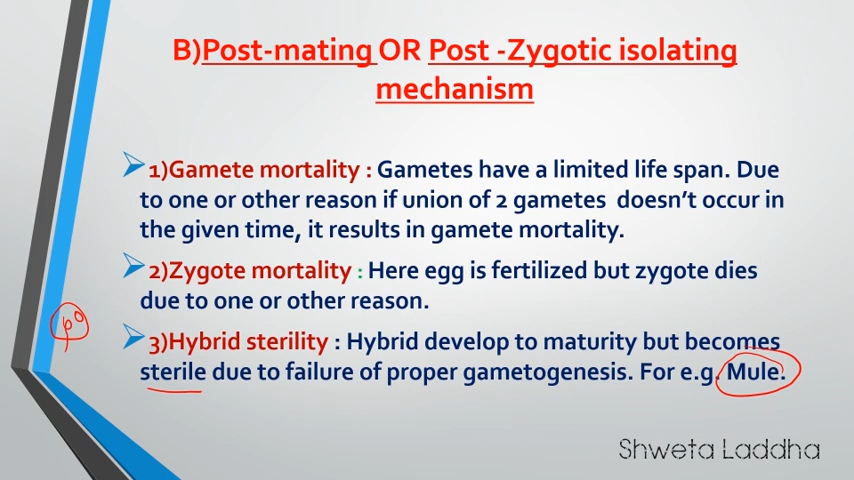 B)Post-mating OR Post -Zygotic isolating
mechanism
1)Gamete mortality : Gametes have a limited life span. Due
to one or other reason if union of 2 gametes doesn’t occur in
the given time, it results in gamete mortality.
2)Zygote mortality : Here egg is fertilized but zygote dies
due to one or other reason.
3)Hybrid sterility : Hybrid develop to maturity but becomes
sterile due to failure of proper gametogenesis. For e.g. Mule.
Shweta Laddha